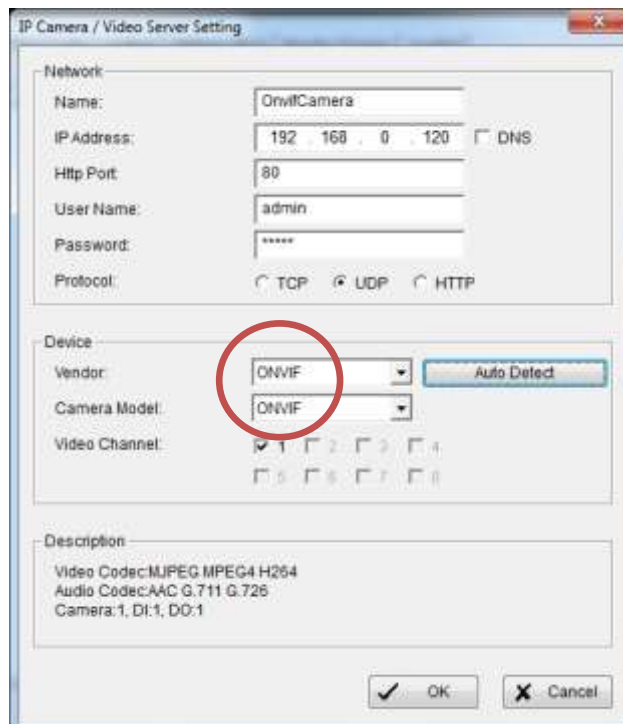 IP Camera / Video Server Setting
Network
Name: OnvifCamera
IP Address: 192 . 168 . 0 . 120 DNS
Http Port: 80
User Name: admin
Password: *****
Protocol: TCP UDP HTTP
Device
Vendor: ONVIF Auto Detect
Camera Model: ONVIF
Video Channel: 1 2 3 4
5 6 7 8
Description
Video Codec:MJPEG MPEG4 H264
Audio Codec:AAC G.711 G.726
Camera:1, DI:1, DO:1
OK Cancel